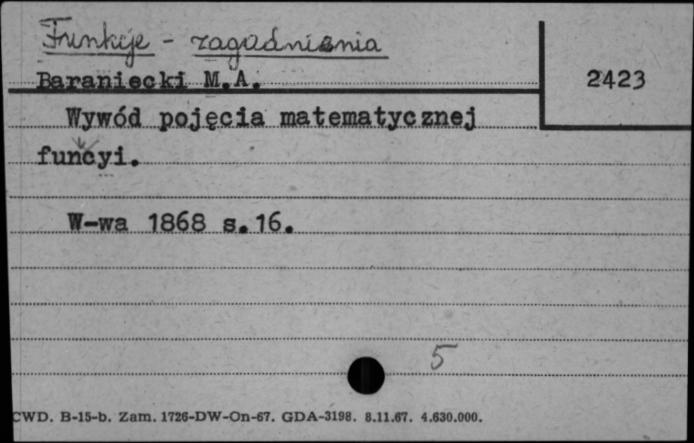 Funkcje - zagadnienia
Baraniecki M.A.
2423
Wywód pojęcia matematycznej
funcyi.
W-wa 1868 s.16.
5
CWD. B-15-b. Zam. 1726-DW-On-67. GDA-3198. 8.11.67. 4.630.000.